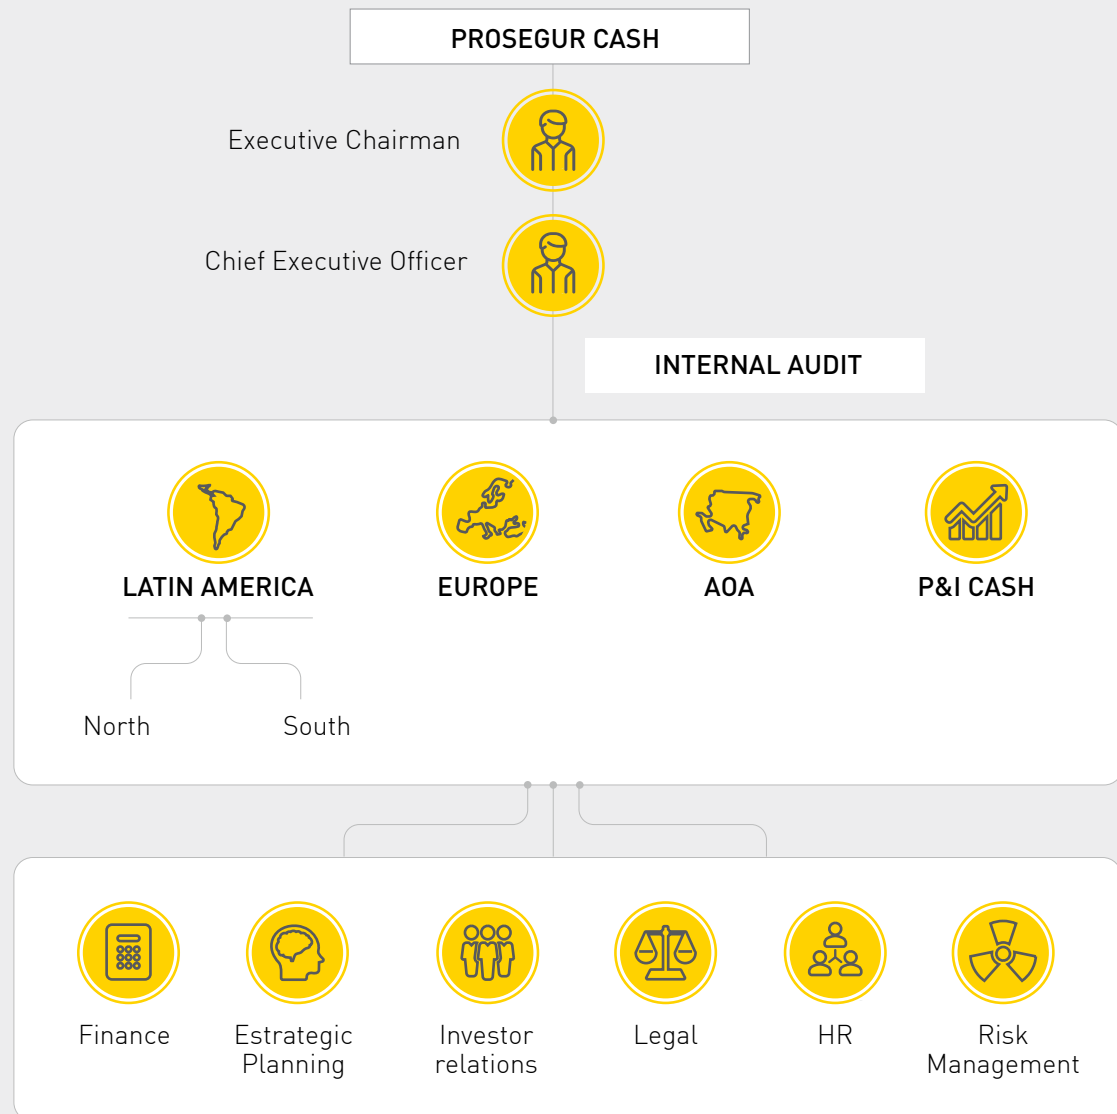 PROSEGUR CASH
Executive Chairman
Chief Executive Officer
INTERNAL AUDIT
LATIN AMERICA
EUROPE
AOA
P&I CASH
North
South
Finance
Estrategic
Planning
Investor
relations
Legal
HR
Risk
Management